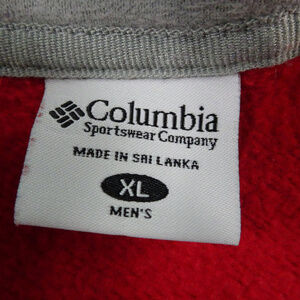 Columbia
Sportswear Company
MADE IN SRI LANKA
XL
MEN'S